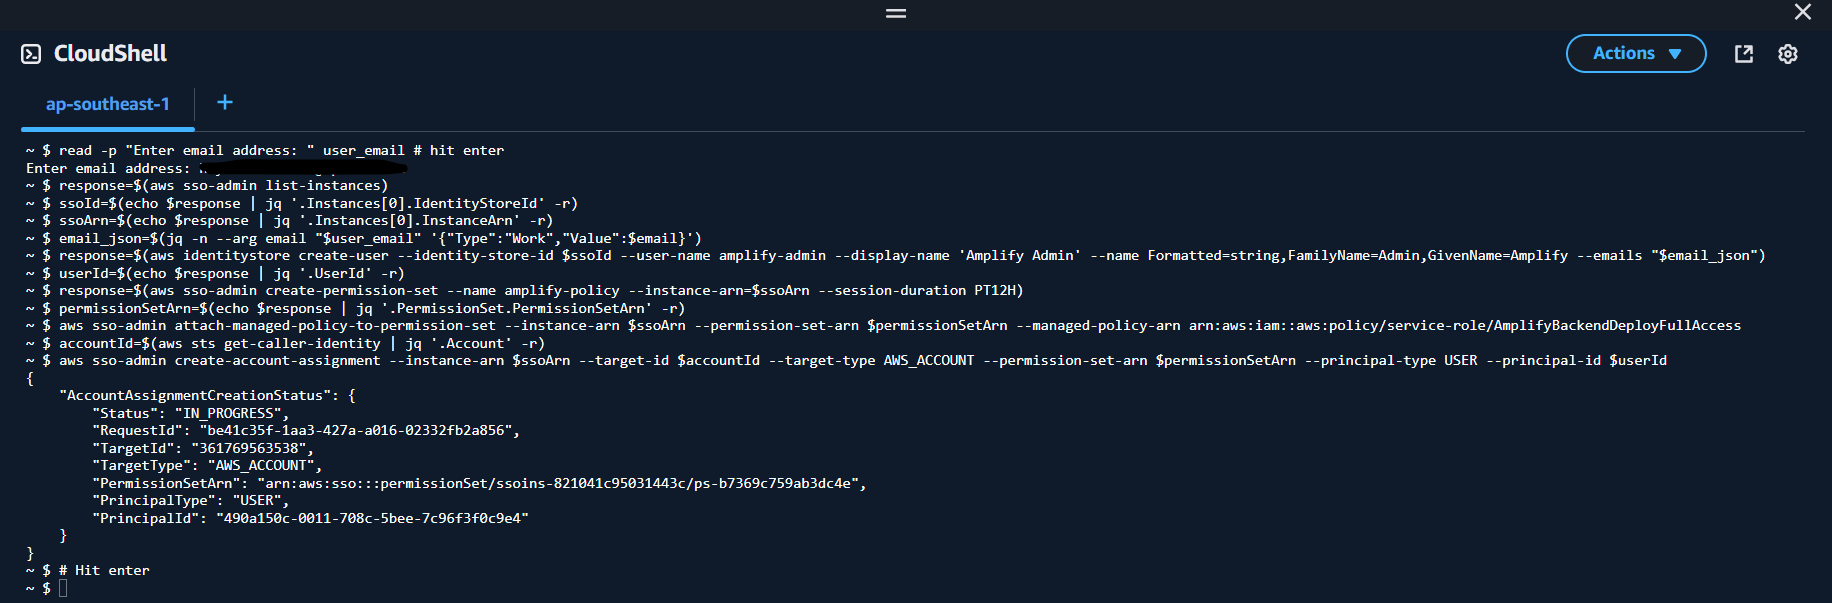 CloudShell
Actions
ap-southeast-1
+
~ $ read -p "Enter email address: " user_email # hit enter
Enter email address:
~ $ response=$(aws sso-admin list-instances)
~ $ ssoId=$(echo $response | jq '.Instances[0].IdentityStoreId' -r)
~ $ ssoArn=$(echo $response | jq '.Instances[0].InstanceArn' -r)
~ $ email_json=$(jq -n --arg email "$user_email" '{"Type":"Work","Value":$email}')
~ $ response=$(aws identitystore create-user --identity-store-id $ssoId --user-name amplify-admin --display-name 'Amplify Admin' --name Formatted=string,FamilyName=Admin,GivenName=Amplify --emails "$email_json")
~ $ userId=$(echo $response | jq '.UserId' -r)
~ $ response=$(aws sso-admin create-permission-set --name amplify-policy --instance-arn=$ssoArn --session-duration PT12H)
~ $ permissionSetArn=$(echo $response | jq '.PermissionSet.PermissionSetArn' -r)
~ $ aws sso-admin attach-managed-policy-to-permission-set --instance-arn $ssoArn --permission-set-arn $permissionSetArn --managed-policy-arn arn:aws:iam::aws:policy/service-role/AmplifyBackendDeployFullAccess
~ $ accountId=$(aws sts get-caller-identity | jq '.Account' -r)
~ $ aws sso-admin create-account-assignment --instance-arn $ssoArn --target-id $accountId --target-type AWS_ACCOUNT --permission-set-arn $permissionSetArn --principal-type USER --principal-id $userId
{
    "AccountAssignmentCreationStatus": {
        "Status": "IN_PROGRESS",
        "RequestId": "be41c35f-1aa3-427a-a016-02332fb2a856",
        "TargetId": "361769563538",
        "TargetType": "AWS_ACCOUNT",
        "PermissionSetArn": "arn:aws:sso:::permissionSet/ssoins-821041c95031443c/ps-b7369c759ab3dc4e",
        "PrincipalType": "USER",
        "PrincipalId": "490a150c-0011-708c-5bee-7c96f3f0c9e4"
    }
}
~ $ # Hit enter
~ $